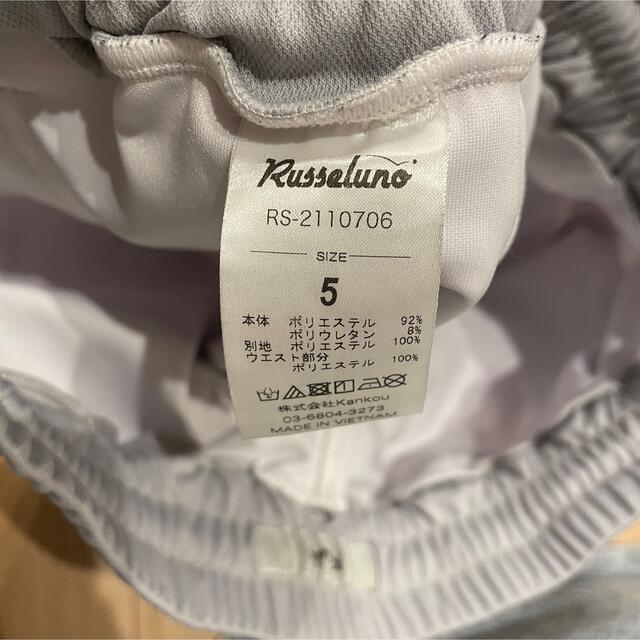 Russeluno
RS-2110706
SIZE
5
本体 ポリエステル 92%
ポリウレタン 8%
別地 ポリエステル 100%
ウエスト部分
ポリエステル 100%
株式会社Kankou
03-6804-3273
MADE IN VIETNAM